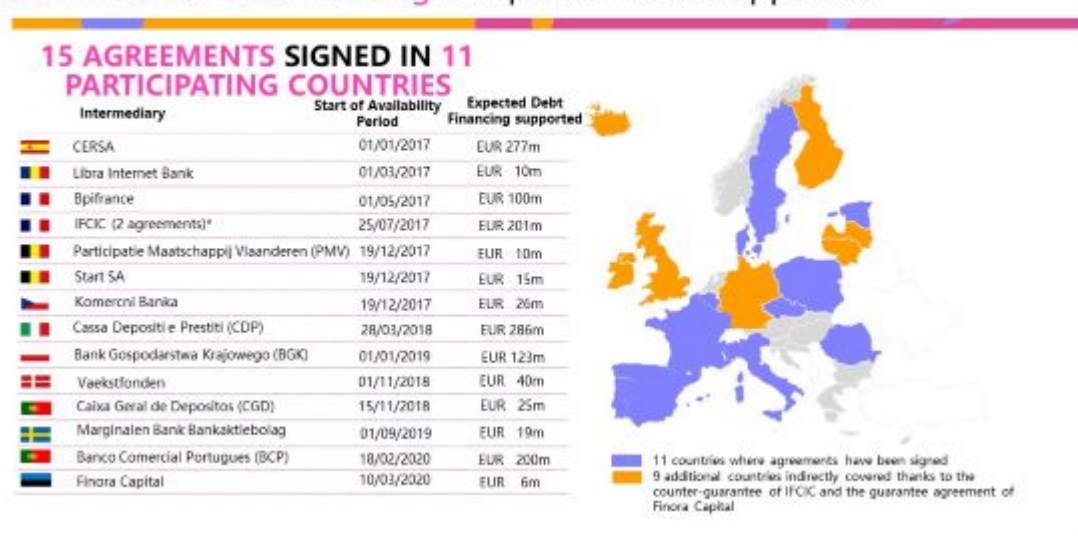 15 AGREEMENTS SIGNED IN 11
PARTICIPATING COUNTRIES
Intermediary
Start of Availability
Period
Expected Debt
Financing supported
CERSA 01/01/2017 EUR 277m
Libra Internet Bank 01/03/2017 EUR 10m
Bpifrance 01/05/2017 EUR 100m
IFCIC (2 agreements)* 25/07/2017 EUR 201m
Participatie Maatschappij Vlaanderen (PMV) 19/12/2017 EUR 10m
Start SA 19/12/2017 EUR 15m
Komercni Banka 19/12/2017 EUR 26m
Cassa Depositi e Prestiti (CDP) 28/03/2018 EUR 286m
Bank Gospodarstwa Krajowego (BGK) 01/01/2019 EUR 123m
Vaekstfonden 01/11/2018 EUR 40m
Caixa Geral de Depositos (CGD) 15/11/2018 EUR 25m
Marginalen Bank Bankaktiebolag 01/09/2019 EUR 19m
Banco Comercial Portugues (BCP) 18/02/2020 EUR 200m
Finora Capital 10/03/2020 EUR 6m
11 countries where agreements have been signed
9 additional countries indirectly covered thanks to the
counter-guarantee of IFCIC and the guarantee agreement of
Finora Capital